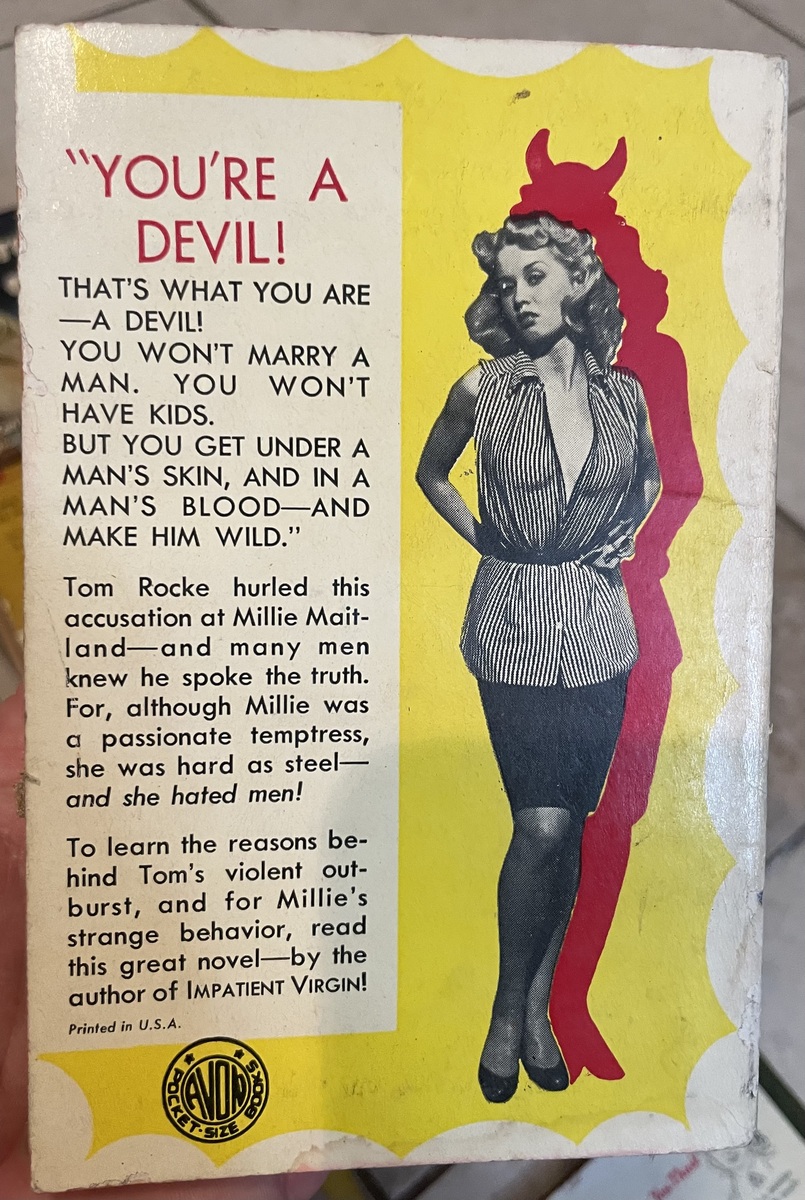 "YOU'RE A
DEVIL!
THAT'S WHAT YOU ARE
—A DEVIL!
YOU WON'T MARRY A
MAN. YOU WON'T
HAVE KIDS.
BUT YOU GET UNDER A
MAN'S SKIN, AND IN A
MAN'S BLOOD—AND
MAKE HIM WILD."
Tom Rocke hurled this
accusation at Millie Mait-
land—and many men
knew he spoke the truth.
For, although Millie was
a passionate temptress,
she was hard as steel—
and she hated men!
To learn the reasons be-
hind Tom's violent out-
burst, and for Millie's
strange behavior, read
this great novel—by the
author of IMPATIENT VIRGIN!
Printed in U.S.A.
AVON
POCKET-SIZE BOOKS